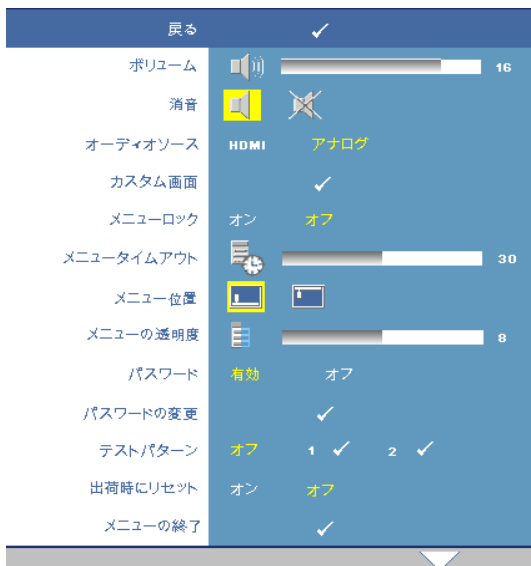 戻る
ボリューム 16
消音
オーディオソース HDMI アナログ
カスタム画面
メニューロック オン オフ
メニュータイムアウト 30
メニュー位置
メニューの透明度 8
パスワード 有効 オフ
パスワードの変更
テストパターン オフ 1 2
出荷時にリセット オン オフ
メニューの終了